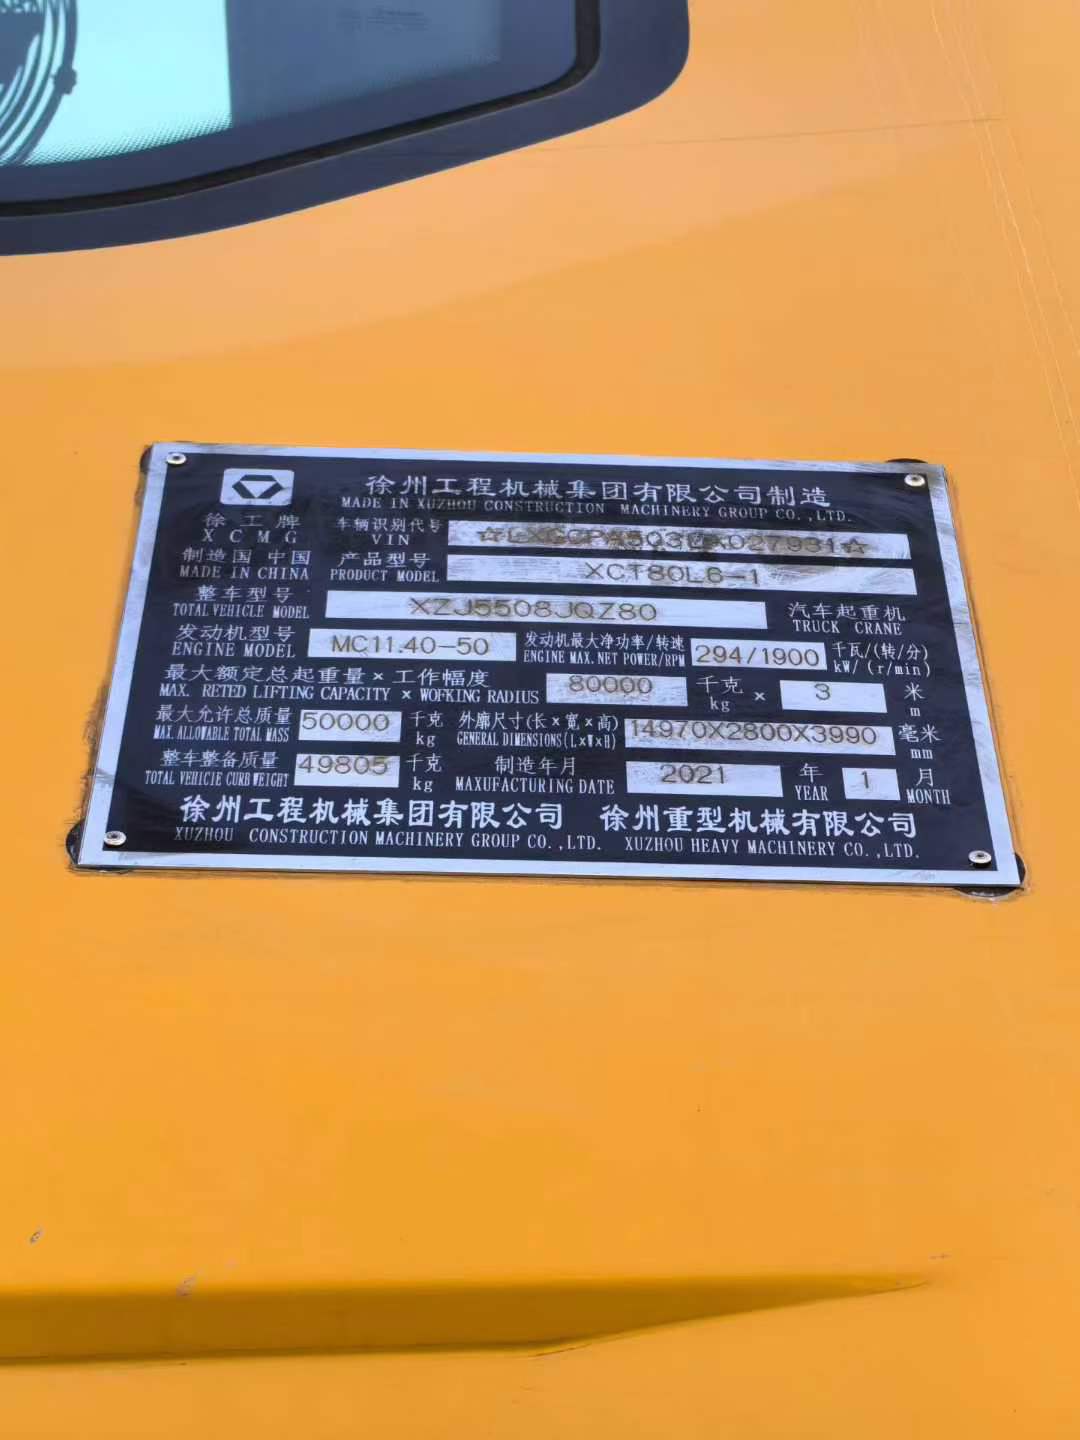 徐州工程机械集团有限公司制造
MADE IN XUZHOU CONSTRUCTION MACHINERY GROUP CO.,LTD.
徐工牌 车辆识别代号
XCMG VIN
制造国 中国 产品型号 XCT80L6-1
MADE IN CHINA PRODUCT MODEL
整车型号 XZJ5508JQZ80 汽车起重机
TOTAL VEHICLE MODEL TRUCK CRANE
发动机型号 MC11.40-50 发动机最大净功率/转速 294/1900 千瓦/(转/分)
ENGINE MODEL ENGINE MAX.NET POWER/RPM kW/(r/min)
最大额定总起重量×工作幅度 80000 千克 × 3 米
MAX. RETED LIFTING CAPACITY × WOFKING RADIUS kg m
最大允许总质量 50000 千克 外廓尺寸(长×宽×高) 14970X2800X3990 毫米
MAX. ALLOWABLE TOTAL MASS kg GENERAL DIMENSIONS(L×W×H) mm
整车整备质量 49805 千克 制造年月 2021 年 1 月
TOTAL VEHICIE CURB WEIGHT kg MAXUFACTURING DATE YEAR MONTH
徐州工程机械集团有限公司 徐州重型机械有限公司
XUZHOU CONSTRUCTION MACHINERY GROUP CO.,LTD. XUZHOU HEAVY MACHINERY CO.,LTD.